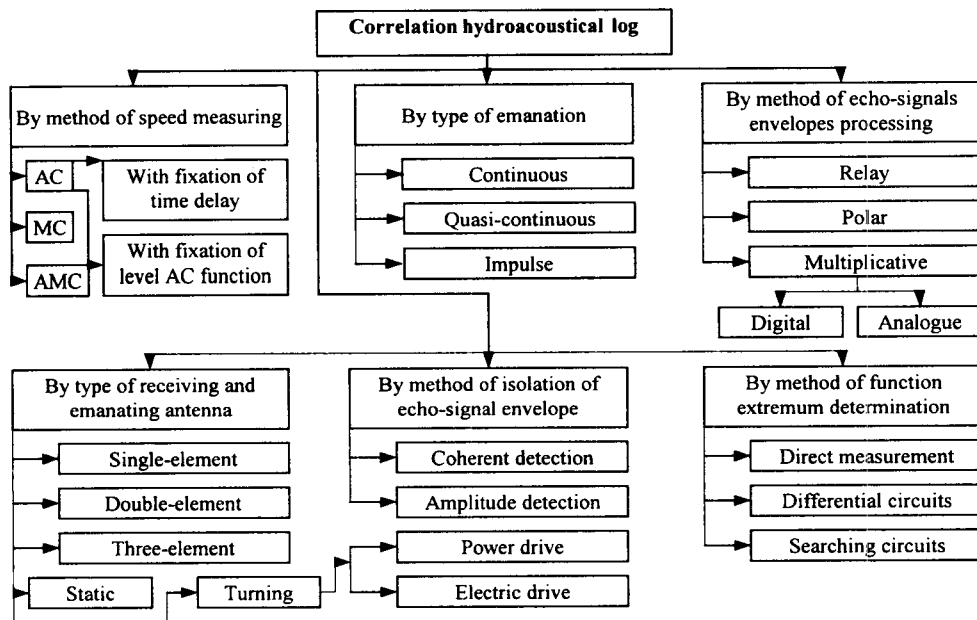 Correlation hydroacoustical log
By method of speed measuring
AC
With fixation of
time delay
MC
With fixation of
level AC function
AMC
By type of emanation
Continuous
Quasi-continuous
Impulse
By method of echo-signals
envelopes processing
Relay
Polar
Multiplicative
Digital
Analogue
By type of receiving and
emanating antenna
Single-element
Double-element
Three-element
Static
Turning
By method of isolation of
echo-signal envelope
Coherent detection
Amplitude detection
Power drive
Electric drive
By method of function
extremum determination
Direct measurement
Differential circuits
Searching circuits